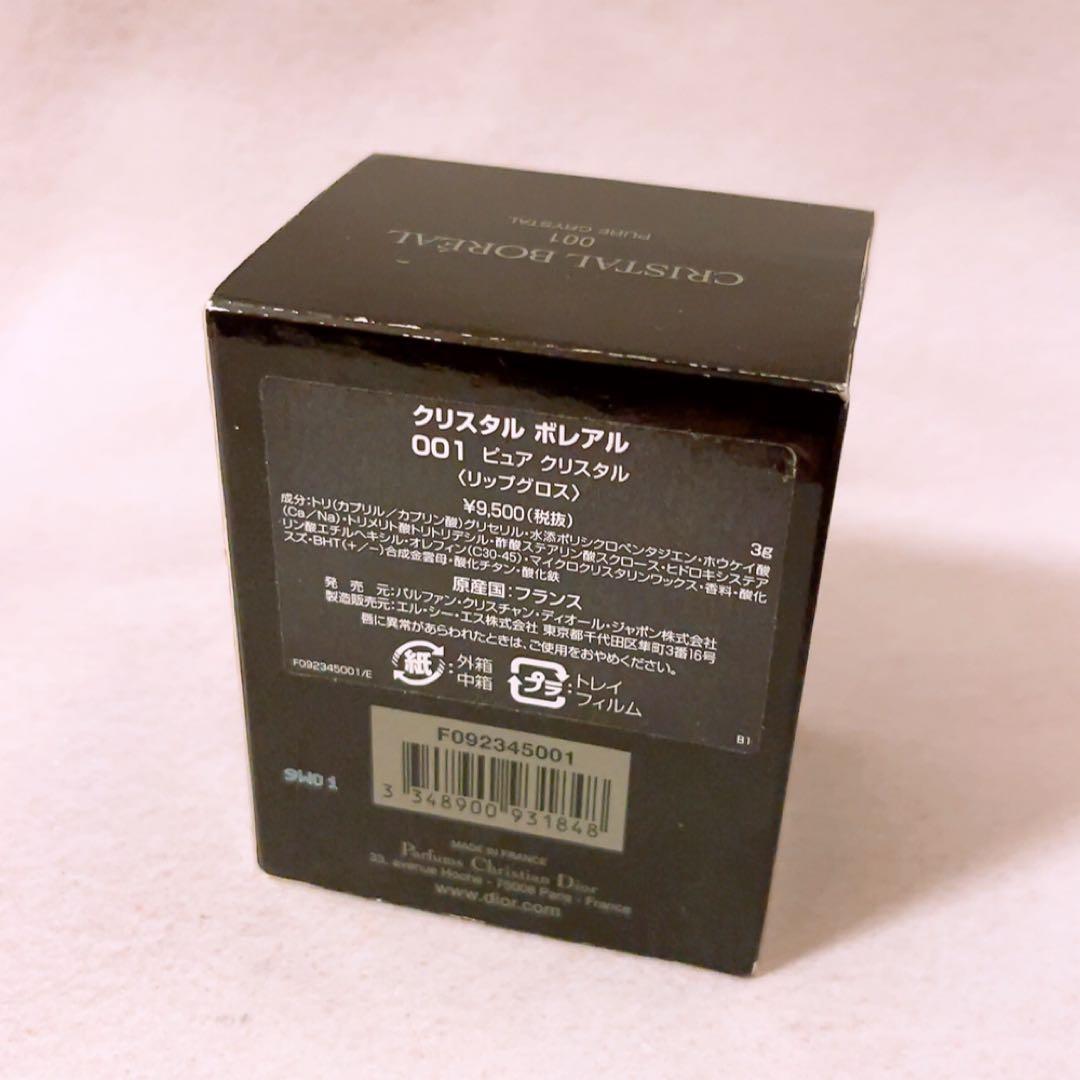 CRISTAL BORÉAL
001
PURE CRYSTAL
クリスタル ボレアル
001 ピュア クリスタル
〈リップグロス〉
¥9,500(税抜)
3g
成分:トリ(カプリル/カプリン酸)グリセリル・水添ポリシクロペンタジエン・ホウケイ酸
(Ca/Na)・トリメリト酸トリトリデシル・酢酸ステアリン酸スクロース・ヒドロキシステア
リン酸エチルヘキシル・オレフィン(C30-45)・マイクロクリスタリンワックス・香料・酸化
スズ・BHT(+/−)合成金雲母・酸化チタン・酸化鉄
原産国:フランス
発 売 元:パルファン・クリスチャン・ディオール・ジャポン株式会社
製造販売元:エル・シー・エス株式会社 東京都千代田区隼町3番16号
唇に異常があらわれたときは、ご使用をおやめください。
F092345001/E
紙:外箱
中箱
プラ:トレイ
フィルム
B1
F092345001
3 348900 931848
9W01
MADE IN FRANCE
Parfums Christian Dior
33, avenue Hoche - 75008 Paris - France
www.dior.com